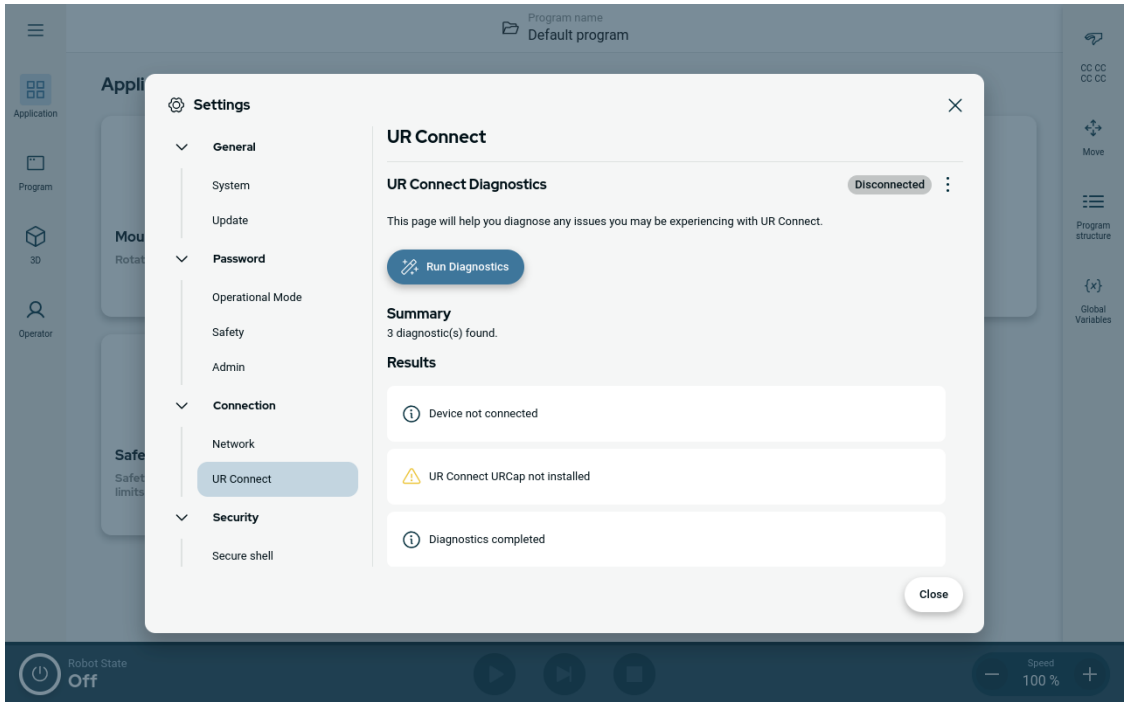 Program name
Default program
Application
Program
3D
Operator
Appli
Mou
Rotat
Safe
Safet
limits
Settings
General
System
Update
Password
Operational Mode
Safety
Admin
Connection
Network
UR Connect
Security
Secure shell
UR Connect
UR Connect Diagnostics
Disconnected
This page will help you diagnose any issues you may be experiencing with UR Connect.
Run Diagnostics
Summary
3 diagnostic(s) found.
Results
Device not connected
UR Connect URCap not installed
Diagnostics completed
Close
CC CC
CC CC
Move
Program
structure
{x}
Global
Variables
Robot State
Off
Speed
100 %